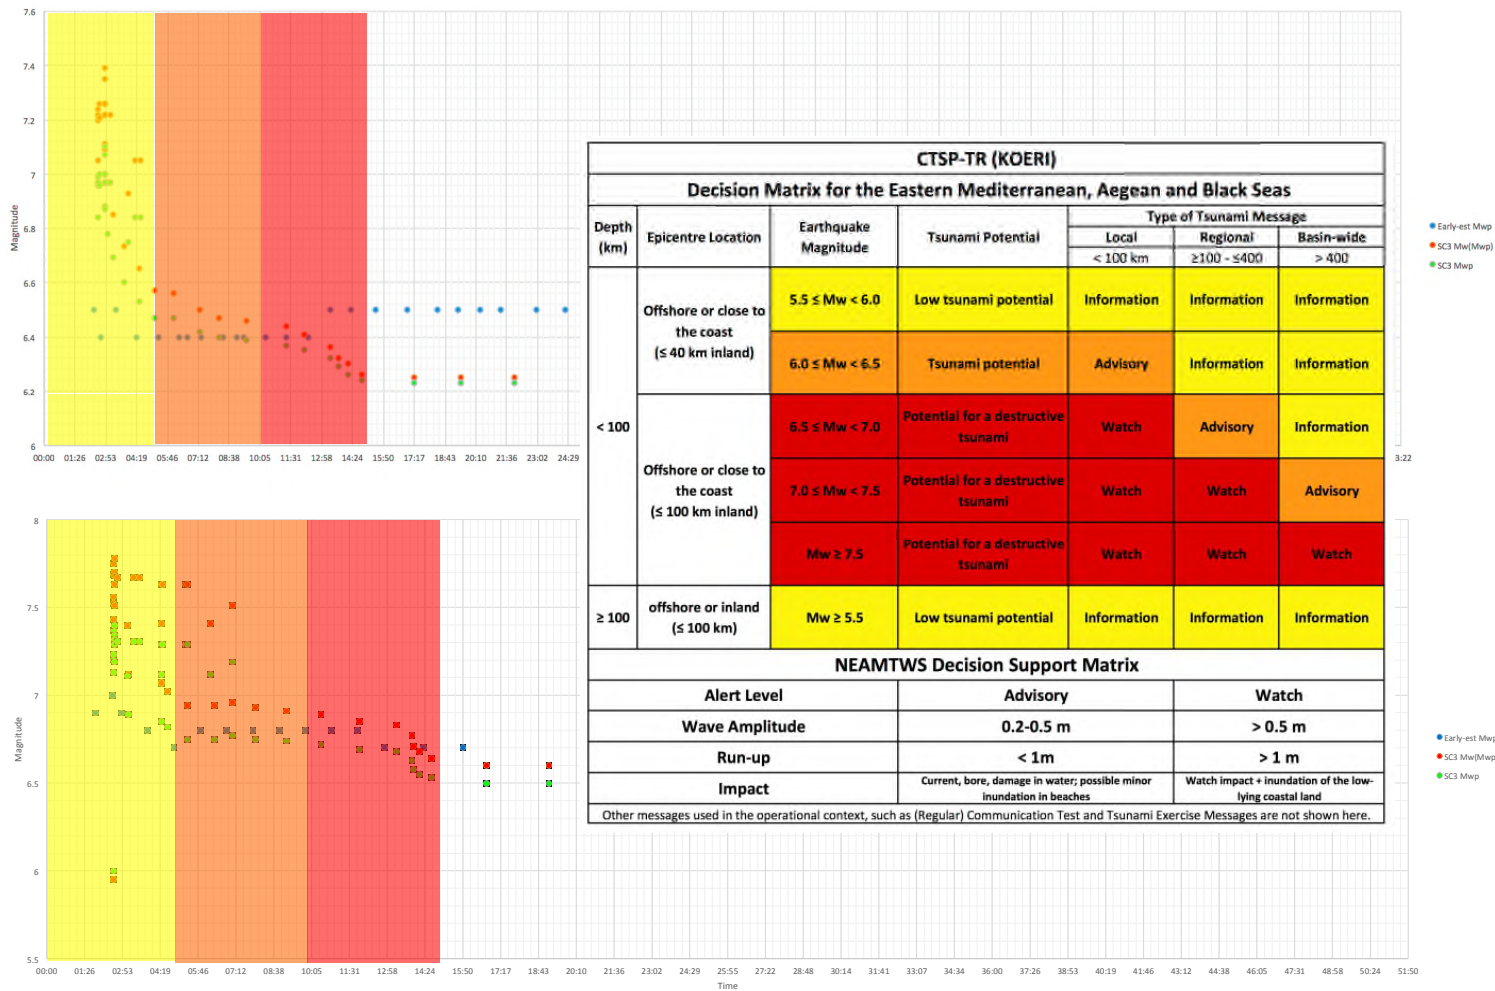 7.6
7.4
7.2
7
6.8
6.6
6.4
6.2
6
Magnitude
00:00 01:26 02:53 04:19 05:46 07:12 08:38 10:05 11:31 12:58 14:24 15:50 17:17 18:43 20:10 21:36 23:02 24:29
3:22
Early-est Mwp
SC3 Mw(Mwp)
SC3 Mwp
CTSP-TR (KOERI)
Decision Matrix for the Eastern Mediterranean, Aegean and Black Seas
Depth
(km)
Epicentre Location
Earthquake
Magnitude
Tsunami Potential
Type of Tsunami Message
Local Regional Basin-wide
< 100 km ≥100 - ≤400 > 400
< 100
Offshore or close to
the coast
(≤ 40 km inland)
5.5 ≤ Mw < 6.0 Low tsunami potential Information Information Information
6.0 ≤ Mw < 6.5 Tsunami potential Advisory Information Information
Offshore or close to
the coast
(≤ 100 km inland)
6.5 ≤ Mw < 7.0 Potential for a destructive
tsunami
Watch Advisory Information
7.0 ≤ Mw < 7.5 Potential for a destructive
tsunami
Watch Watch Advisory
Mw ≥ 7.5 Potential for a destructive
tsunami
Watch Watch Watch
≥ 100 offshore or inland
(≤ 100 km)
Mw ≥ 5.5 Low tsunami potential Information Information Information
NEAMTWS Decision Support Matrix
Alert Level Advisory Watch
Wave Amplitude 0.2-0.5 m > 0.5 m
Run-up < 1m > 1 m
Impact Current, bore, damage in water; possible minor
inundation in beaches
Watch impact + inundation of the low-
lying coastal land
Other messages used in the operational context, such as (Regular) Communication Test and Tsunami Exercise Messages are not shown here.
8
7.5
7
6.5
6
5.5
Magnitude
00:00 01:26 02:53 04:19 05:46 07:12 08:38 10:05 11:31 12:58 14:24 15:50 17:17 18:43 20:10 21:36 23:02 24:29 25:55 27:22 28:48 30:14 31:41 33:07 34:34 36:00 37:26 38:53 40:19 41:46 43:12 44:38 46:05 47:31 48:58 50:24 51:50
Time
Early-est Mwp
SC3 Mw(Mwp
SC3 Mwp